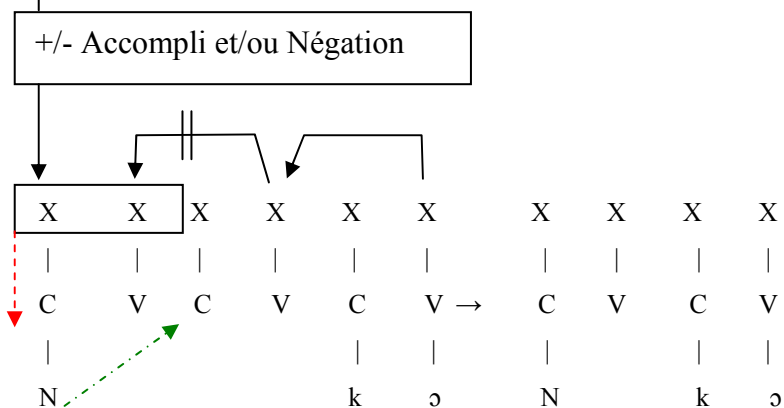 +/- Accompli et/ou Négation
X X X X X X X X X X
| | | | | | | | | |
C V C V C V → C V C V
| | | | | |
N k ɔ N k ɔ